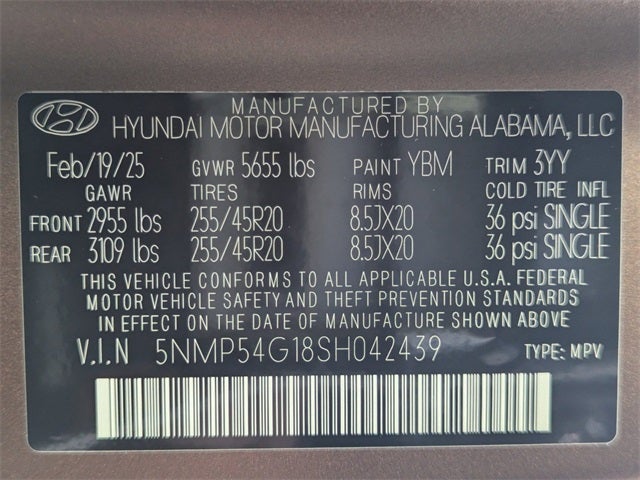 MANUFACTURED BY
HYUNDAI MOTOR MANUFACTURING ALABAMA, LLC
Feb/19/25 GVWR 5655 lbs PAINT YBM TRIM 3YY
GAWR TIRES RIMS COLD TIRE INFL
FRONT 2955 lbs 255/45R20 8.5JX20 36 psi SINGLE
REAR 3109 lbs 255/45R20 8.5JX20 36 psi SINGLE
THIS VEHICLE CONFORMS TO ALL APPLICABLE U.S.A. FEDERAL
MOTOR VEHICLE SAFETY AND THEFT PREVENTION STANDARDS
IN EFFECT ON THE DATE OF MANUFACTURE SHOWN ABOVE
V.I.N 5NMP54G18SH042439 TYPE: MPV